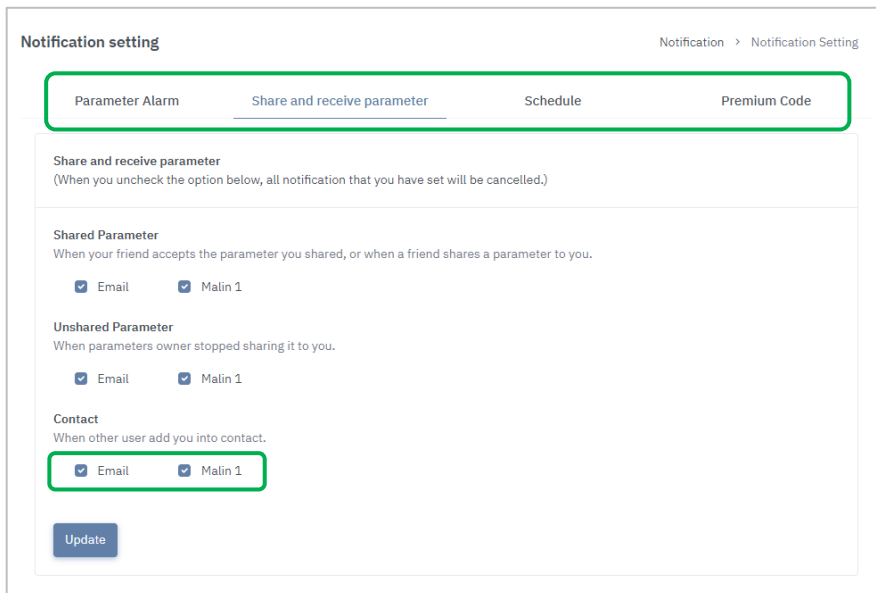 Notification setting
Notification > Notification Setting
Parameter Alarm Share and receive parameter Schedule Premium Code
Share and receive parameter
(When you uncheck the option below, all notification that you have set will be cancelled.)
Shared Parameter
When your friend accepts the parameter you shared, or when a friend shares a parameter to you.
Email Malin 1
Unshared Parameter
When parameters owner stopped sharing it to you.
Email Malin 1
Contact
When other user add you into contact.
Email Malin 1
Update